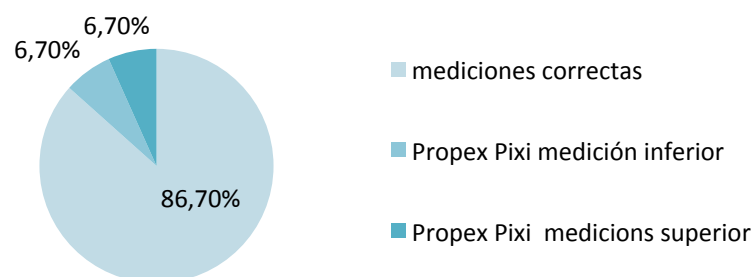 6,70%
6,70%
86,70%
mediciones correctas
Propex Pixi medición inferior
Propex Pixi  medicions superior